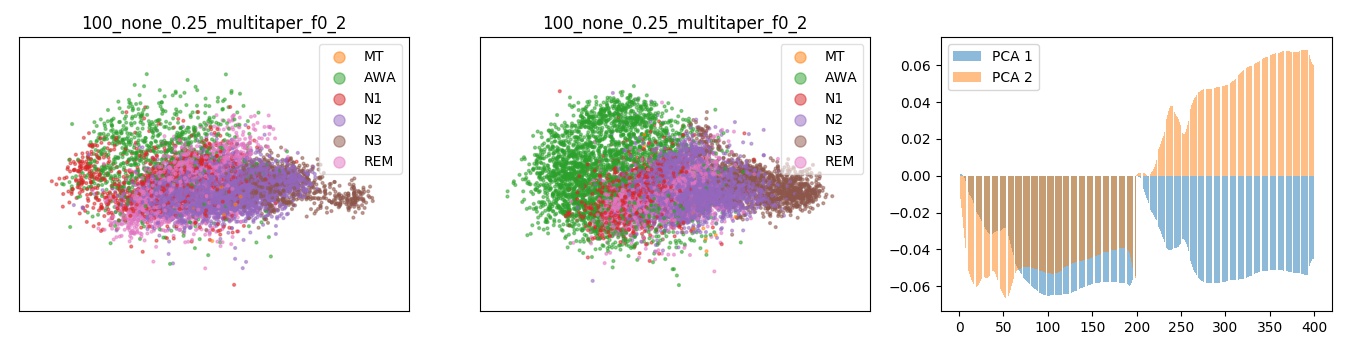 100_none_0.25_multitaper_f0_2
MT
AWA
N1
N2
N3
REM
100_none_0.25_multitaper_f0_2
MT
AWA
N1
N2
N3
REM
PCA 1
PCA 2
0.06
0.04
0.02
0.00
−0.02
−0.04
−0.06
0 50 100 150 200 250 300 350 400